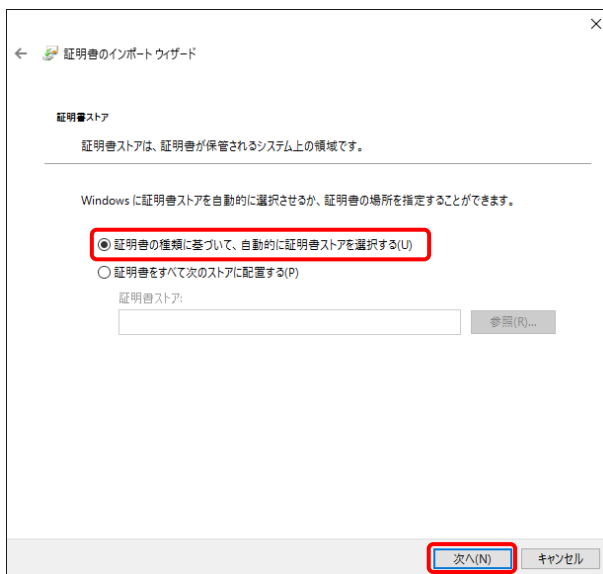 証明書のインポート ウィザード
証明書ストア
証明書ストアは、証明書が保管されるシステム上の領域です。
Windows に証明書ストアを自動的に選択させるか、証明書の場所を指定することができます。
証明書の種類に基づいて、自動的に証明書ストアを選択する(U)
証明書をすべて次のストアに配置する(P)
証明書ストア:
参照(R)...
次へ(N) キャンセル